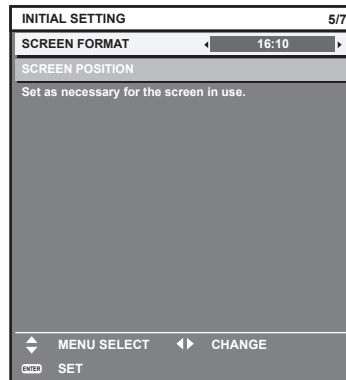 INITIAL SETTING 5/7
SCREEN FORMAT 16:10
SCREEN POSITION
Set as necessary for the screen in use.
MENU SELECT CHANGE
ENTER SET